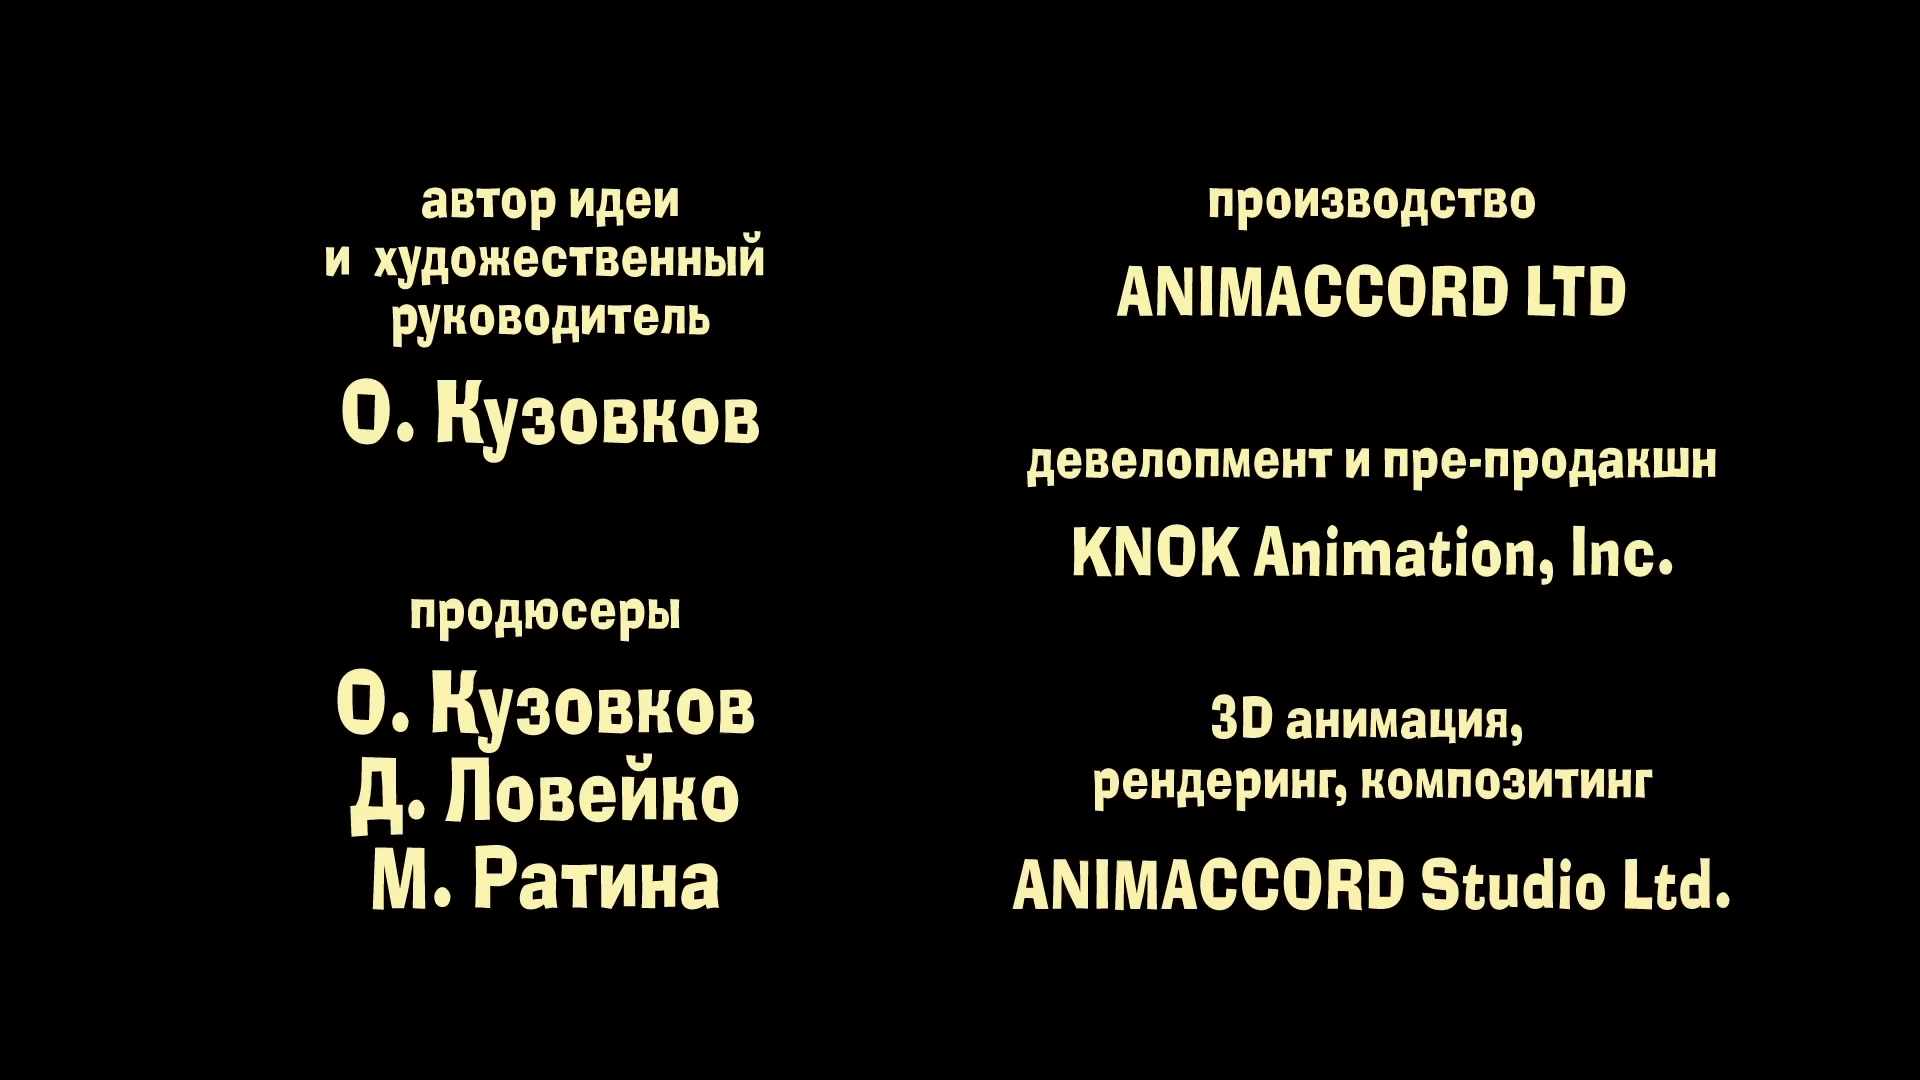 автор идеи
и художественный
руководитель
О. Кузовков
продюсеры
О. Кузовков
Д. Ловейко
М. Ратина
производство
ANIMACCORD LTD
девелопмент и пре-продакшн
KNOK Animation, Inc.
3D анимация,
рендеринг, композитинг
ANIMACCORD Studio Ltd.